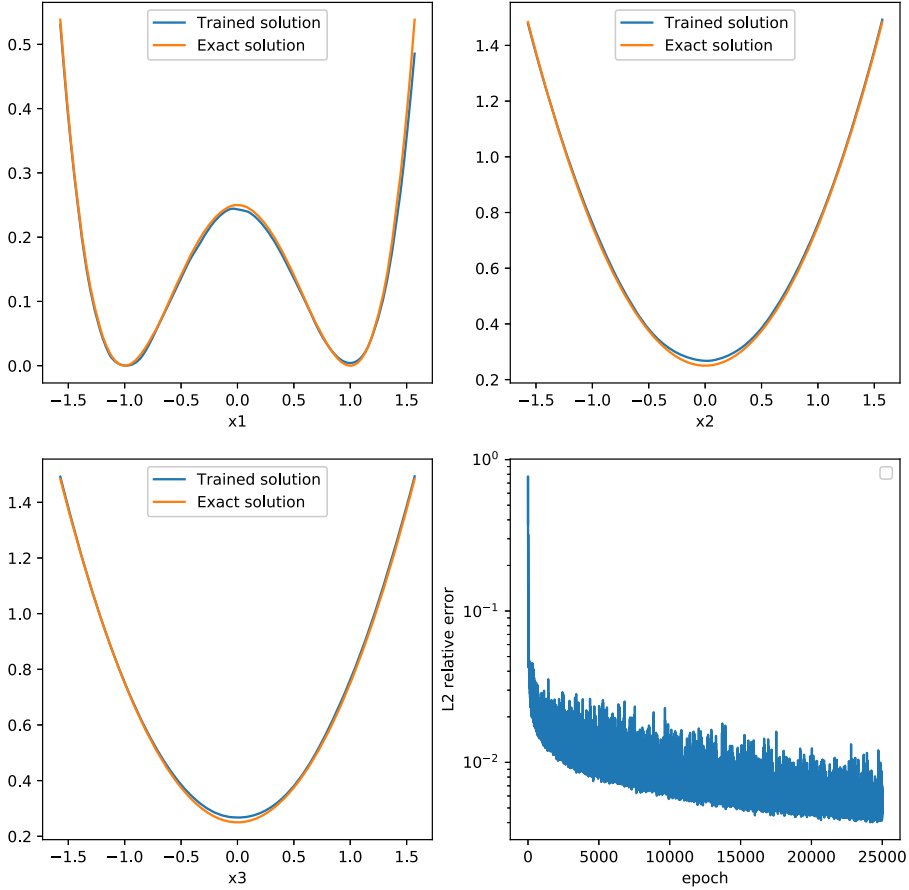 Trained solution
Exact solution
0.5
0.4
0.3
0.2
0.1
0.0
−1.5 −1.0 −0.5 0.0 0.5 1.0 1.5
x1
Trained solution
Exact solution
1.4
1.2
1.0
0.8
0.6
0.4
0.2
−1.5 −1.0 −0.5 0.0 0.5 1.0 1.5
x2
Trained solution
Exact solution
1.4
1.2
1.0
0.8
0.6
0.4
0.2
−1.5 −1.0 −0.5 0.0 0.5 1.0 1.5
x3
10⁰
10⁻¹
10⁻²
L2 relative error
0 5000 10000 15000 20000 25000
epoch